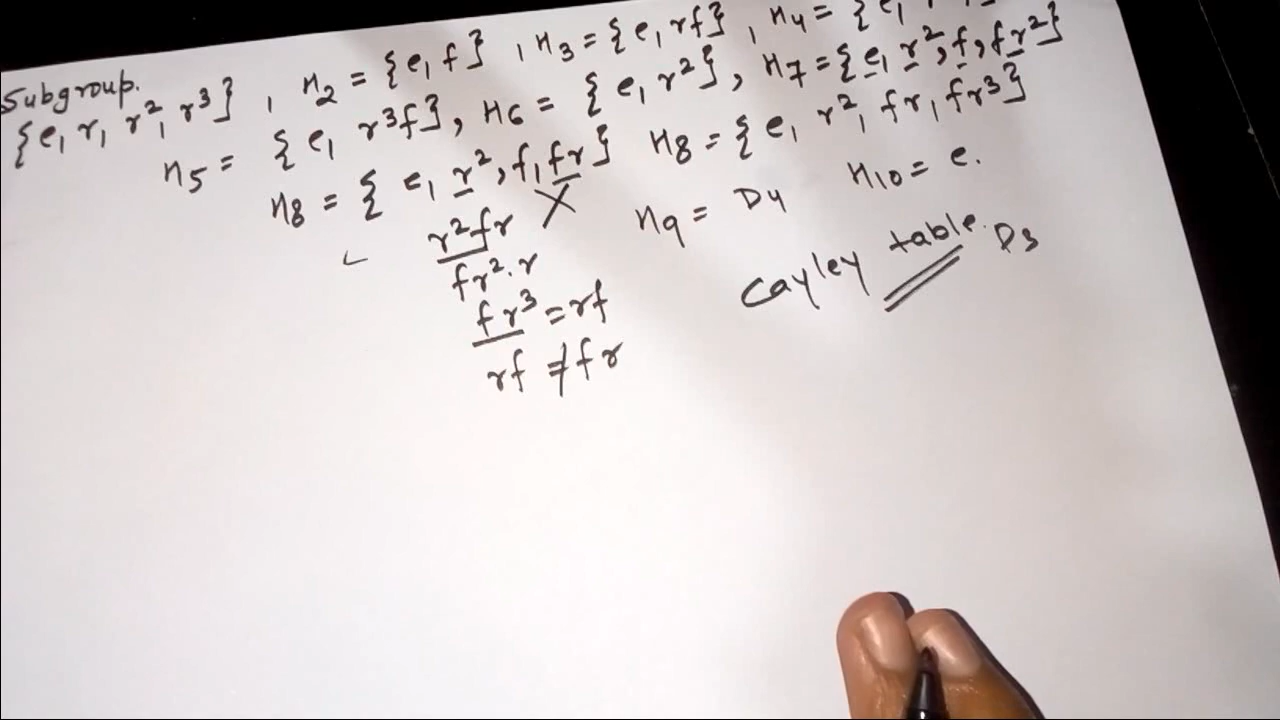 Subgroup.
{e, r, r², r³}, H2 = {e, f}, H3 = {e, rf}, H4 = {e,
H5 = {e, r³f}, H6 = {e, r²}, H7 = {e, r², f, fr²}
H8 = {e, r², f, fr} H8 = {e, r², fr, fr³}
r²fr H9 = D4 H10 = e.
fr².r Cayley table. D3
fr³ = rf
rf ≠ fr